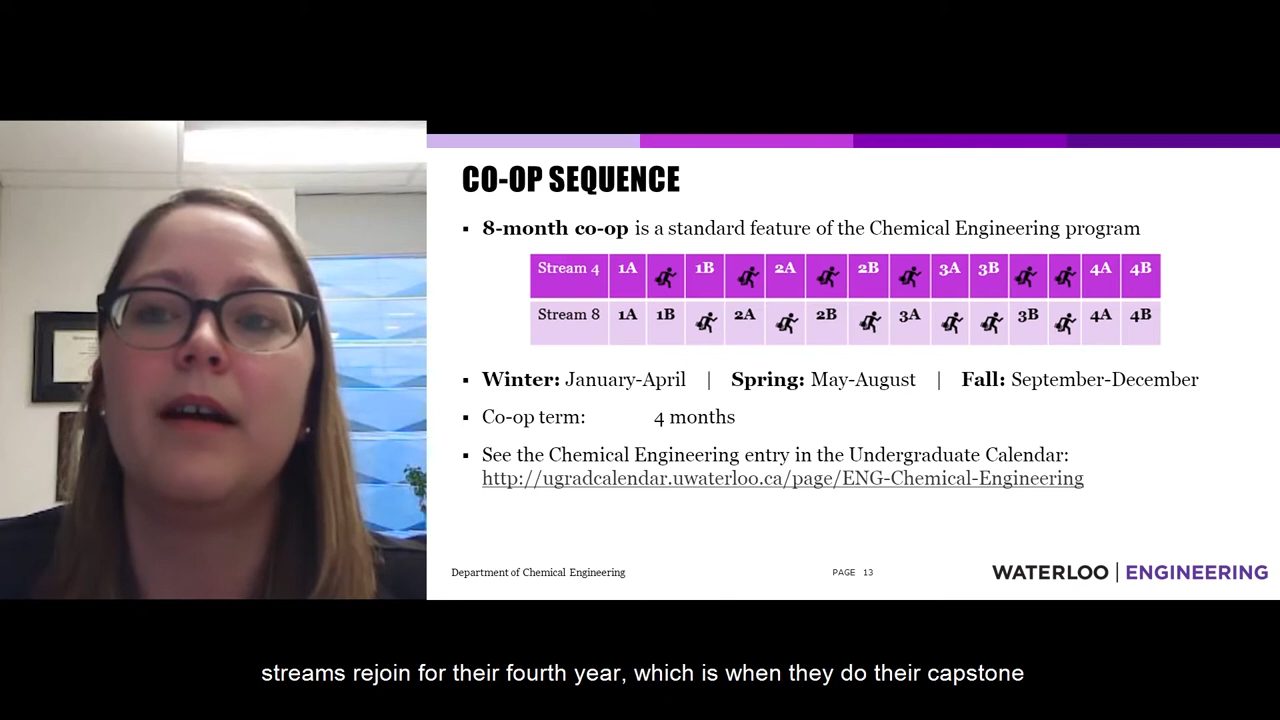 CO-OP SEQUENCE
▪ 8-month co-op is a standard feature of the Chemical Engineering program
Stream 4 1A 1B 2A 2B 3A 3B 4A 4B
Stream 8 1A 1B 2A 2B 3A 3B 4A 4B
▪ Winter: January-April | Spring: May-August | Fall: September-December
▪ Co-op term: 4 months
▪ See the Chemical Engineering entry in the Undergraduate Calendar:
http://ugradcalendar.uwaterloo.ca/page/ENG-Chemical-Engineering
Department of Chemical Engineering PAGE 13 WATERLOO | ENGINEERING
streams rejoin for their fourth year, which is when they do their capstone